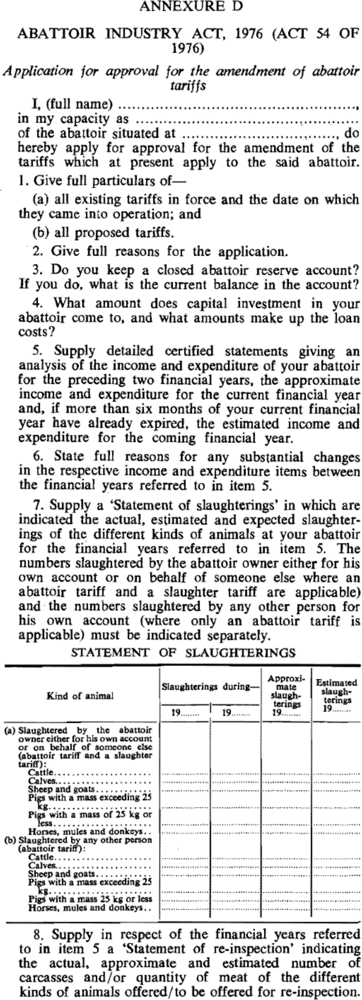 ANNEXURE D
ABATTOIR INDUSTRY ACT, 1976 (ACT 54 OF
1976)
Application for approval for the amendment of abattoir
tariffs
I, (full name) ....................................................,
in my capacity as ................................................
of the abattoir situated at ................................., do
hereby apply for approval for the amendment of the
tariffs which at present apply to the said abattoir.
1. Give full particulars of—
(a) all existing tariffs in force and the date on which
they came into operation; and
(b) all proposed tariffs.
2. Give full reasons for the application.
3. Do you keep a closed abattoir reserve account?
If you do, what is the current balance in the account?
4. What amount does capital investment in your
abattoir come to, and what amounts make up the loan
costs?
5. Supply detailed certified statements giving an
analysis of the income and expenditure of your abattoir
for the preceding two financial years, the approximate
income and expenditure for the current financial year
and, if more than six months of your current financial
year have already expired, the estimated income and
expenditure for the coming financial year.
6. State full reasons for any substantial changes
in the respective income and expenditure items between
the financial years referred to in item 5.
7. Supply a ‘Statement of slaughterings’ in which are
indicated the actual, estimated and expected slaughter-
ings of the different kinds of animals at your abattoir
for the financial years referred to in item 5. The
numbers slaughtered by the abattoir owner either for his
own account or on behalf of someone else where an
abattoir tariff and a slaughter tariff are applicable)
and the numbers slaughtered by any other person for
his own account (where only an abattoir tariff is
applicable) must be indicated separately.
STATEMENT OF SLAUGHTERINGS
Kind of animal
Slaughterings during—
19........ 19........
Approxi-
mate
slaugh-
terings
19........
Estimated
slaugh-
terings
19........
(a) Slaughtered by the abattoir
owner either for his own account
or on behalf of someone else
(abattoir tariff and a slaughter
tariff):
Cattle.....................
Calves.....................
Sheep and goats............
Pigs with a mass exceeding 25
kg......................
Pigs with a mass of 25 kg or
less.....................
Horses, mules and donkeys..
(b) Slaughtered by any other person
(abattoir tariff):
Cattle.....................
Calves.....................
Sheep and goats............
Pigs with a mass exceeding 25
kg......................
Pigs with a mass 25 kg or less
Horses, mules and donkeys..
8. Supply in respect of the financial years referred
to in item 5 a ‘Statement of re-inspection’ indicating
the actual, approximate and estimated number of
carcasses and/or quantity of meat of the different
kinds of animals offered/to be offered for re-inspection.